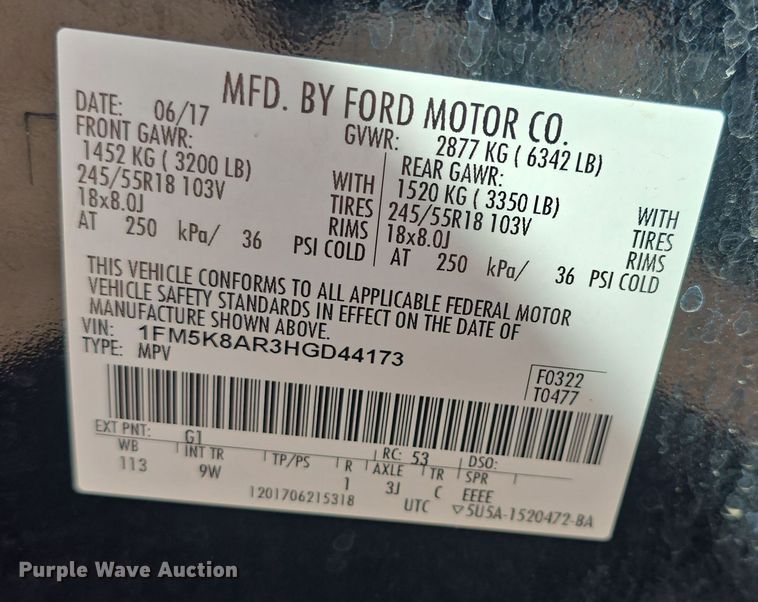 MFD. BY FORD MOTOR CO.
DATE: 06/17
GVWR: 2877 KG ( 6342 LB)
FRONT GAWR:
1452 KG ( 3200 LB)
245/55R18 103V
18x8.0J
WITH
TIRES
RIMS
AT 250 kPa/ 36 PSI COLD
REAR GAWR:
1520 KG ( 3350 LB)
245/55R18 103V
18x8.0J
WITH
TIRES
RIMS
AT 250 kPa/ 36 PSI COLD
THIS VEHICLE CONFORMS TO ALL APPLICABLE FEDERAL MOTOR
VEHICLE SAFETY STANDARDS IN EFFECT ON THE DATE OF
MANUFACTURE SHOWN ABOVE.
VIN: 1FM5K8AR3HGD44173
TYPE: MPV
F0322
T0477
EXT PNT: G1 RC: 53 DSO:
WB INT TR TP/PS R AXLE TR SPR
113 9W 1 3J C EEEE
1201706215318 UTC ▽5U5A-1520472-BA
Purple Wave Auction